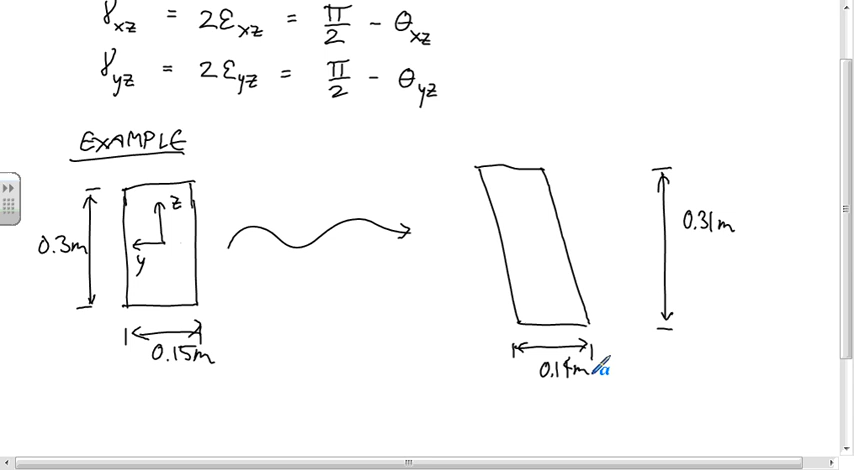 γxz = 2εxz = π/2 - θxz
γyz = 2εyz = π/2 - θyz
EXAMPLE
z
y
0.3m
0.15m
0.31m
0.14m